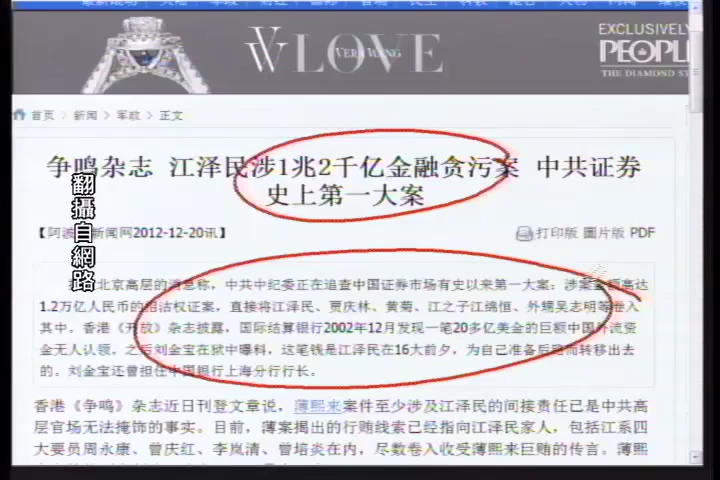 EXCLUSIVELY
VVLOVE
VERA WANG
PEOPL
THE DIAMOND ST
首页 > 新闻 > 军政 > 正文
争鸣杂志 江泽民涉1兆2千亿金融贪污案 中共证券
史上第一大案
翻攝自網路
【阿波 新闻网2012-12-20讯】
打印版 圖片版 PDF
北京高层的消息称，中共中纪委正在追查中国证券市场有史以来第一大案：涉案金额高达
1.2万亿人民币的招沽权证案，直接将江泽民、贾庆林、黄菊、江之子江绵恒、外甥吴志明等卷入
其中。香港《开放》杂志披露，国际结算银行2002年12月发现一笔20多亿美金的巨额中国外流资
金无人认领，之后刘金宝在狱中曝料，这笔钱是江泽民在16大前夕，为自己准备后路而转移出去
的。刘金宝还曾担任中国银行上海分行行长。
香港《争鸣》杂志近日刊登文章说，薄熙来案件至少涉及江泽民的间接责任已是中共高
层官场无法掩饰的事实。目前，薄案揭出的行贿线索已经指向江泽民家人，包括江系四
大要员周永康、曾庆红、李岚清、曾培炎在内，尽数卷入收受薄熙来巨贿的传言。薄熙